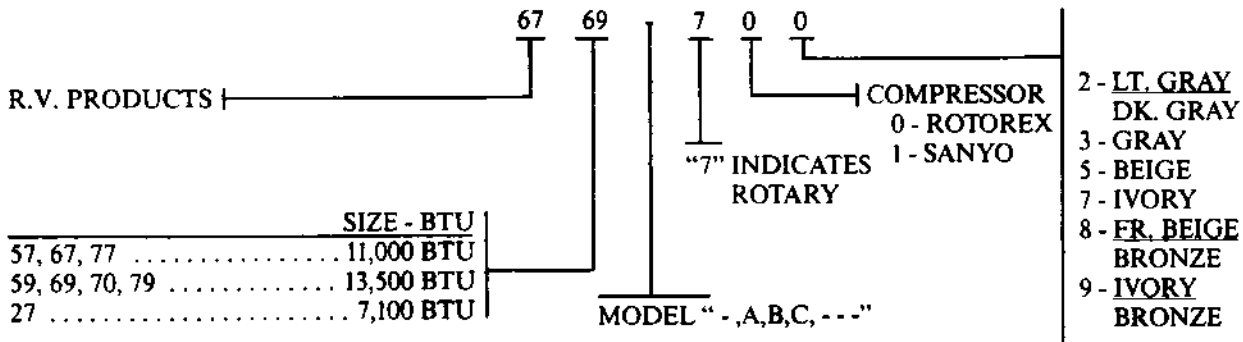 67 69 - 7 0 0
R.V. PRODUCTS
COMPRESSOR
0 - ROTOREX
1 - SANYO
"7" INDICATES
ROTARY
SIZE - BTU
57, 67, 77 ................ 11,000 BTU
59, 69, 70, 79 ............. 13,500 BTU
27 ........................ 7,100 BTU
MODEL " - ,A,B,C, - - -"
2 - LT. GRAY
DK. GRAY
3 - GRAY
5 - BEIGE
7 - IVORY
8 - FR. BEIGE
BRONZE
9 - IVORY
BRONZE